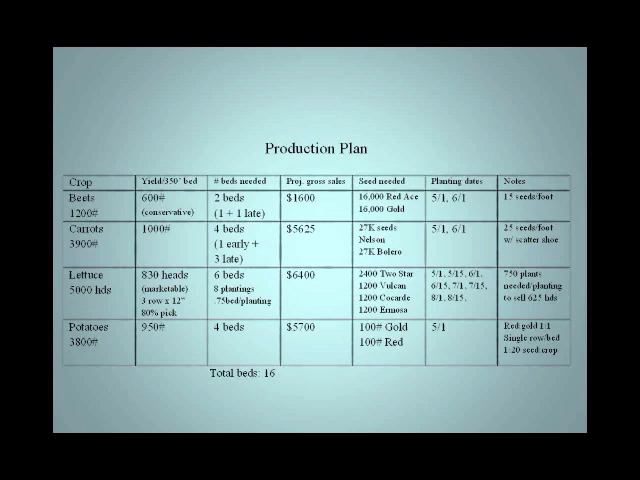 Production Plan
Crop Yield/350' bed # beds needed Proj. gross sales Seed needed Planting dates Notes
Beets 600# 2 beds $1600 16,000 Red Ace 5/1, 6/1 15 seeds/foot
1200# (conservative) (1 + 1 late) 16,000 Gold
Carrots 1000# 4 beds $5625 27K seeds 5/1, 6/1 25 seeds/foot
3900# (1 early + Nelson w/ scatter shoe
3 late) 27K Bolero
Lettuce 830 heads 6 beds $6400 2400 Two Star 5/1, 5/15, 6/1, 750 plants
5000 hds (marketable) 8 plantings 1200 Vulcan 6/15, 7/1, 7/15, needed/planting
3 row x 12" .75bed/planting 1200 Cocarde 8/1, 8/15, to sell 625 hds
80% pick 1200 Ermosa
Potatoes 950# 4 beds $5700 100# Gold 5/1 Red gold 1:1
3800# 100# Red Single row/bed
1:20 seed:crop
Total beds: 16